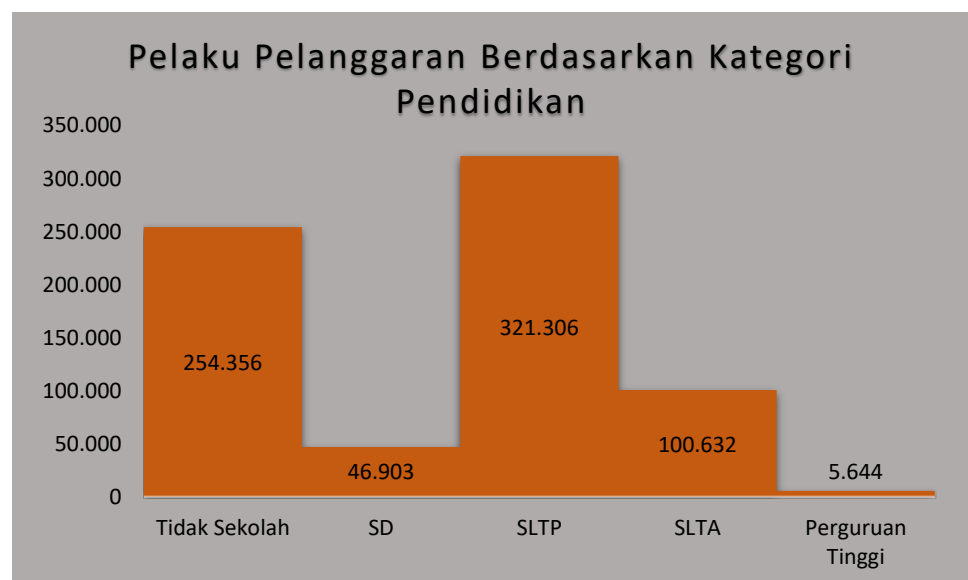 Pelaku Pelanggaran Berdasarkan Kategori
Pendidikan
350.000
300.000
250.000
200.000
150.000
100.000
50.000
0
254.356
46.903
321.306
100.632
5.644
Tidak Sekolah
SD
SLTP
SLTA
Perguruan
Tinggi